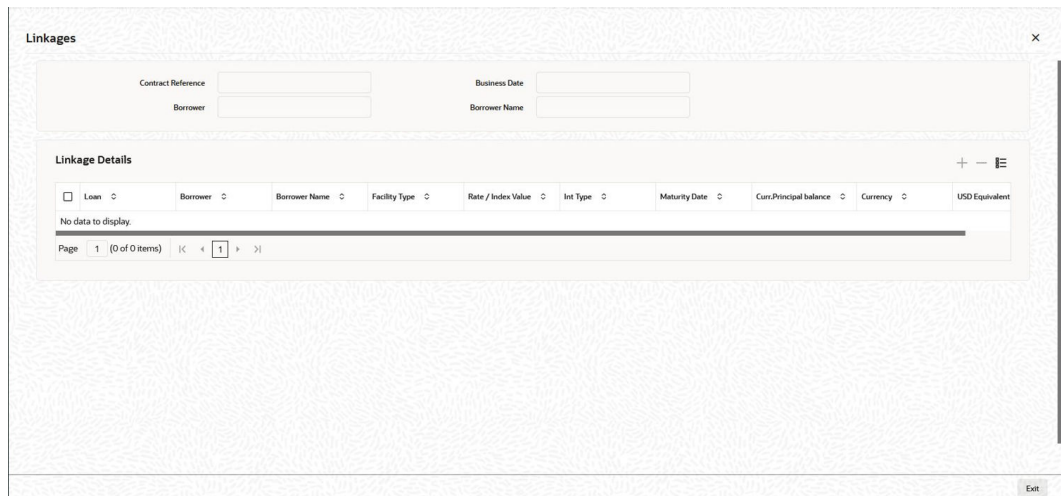 Linkages
Contract Reference
Business Date
Borrower
Borrower Name
Linkage Details
Loan Borrower Borrower Name Facility Type Rate / Index Value Int Type Maturity Date Curr.Principal balance Currency USD Equivalent
No data to display.
Page 1 (0 of 0 items) 1
Exit